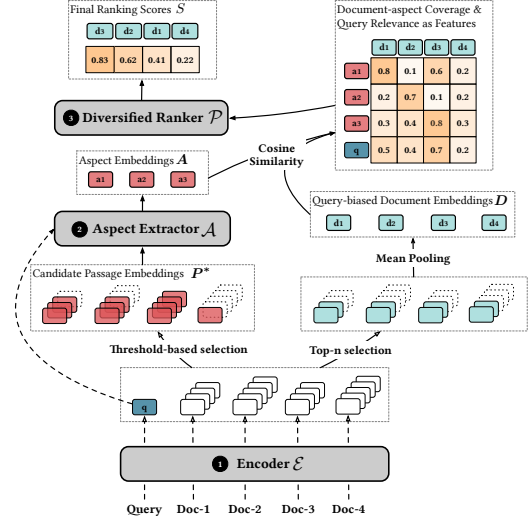 Final Ranking Scores S
d3 d2 d1 d4
0.83 0.62 0.41 0.22
Document-aspect Coverage &
Query Relevance as Features
d1 d2 d3 d4
a1 0.8 0.1 0.6 0.2
a2 0.2 0.7 0.1 0.2
a3 0.3 0.4 0.8 0.3
q 0.5 0.4 0.7 0.2
3 Diversified Ranker P
Cosine
Similarity
Aspect Embeddings A
a1 a2 a3
Query-biased Document Embeddings D
d1 d2 d3 d4
2 Aspect Extractor A
Mean Pooling
Candidate Passage Embeddings P*
Threshold-based selection
Top-n selection
q
1 Encoder E
Query Doc-1 Doc-2 Doc-3 Doc-4